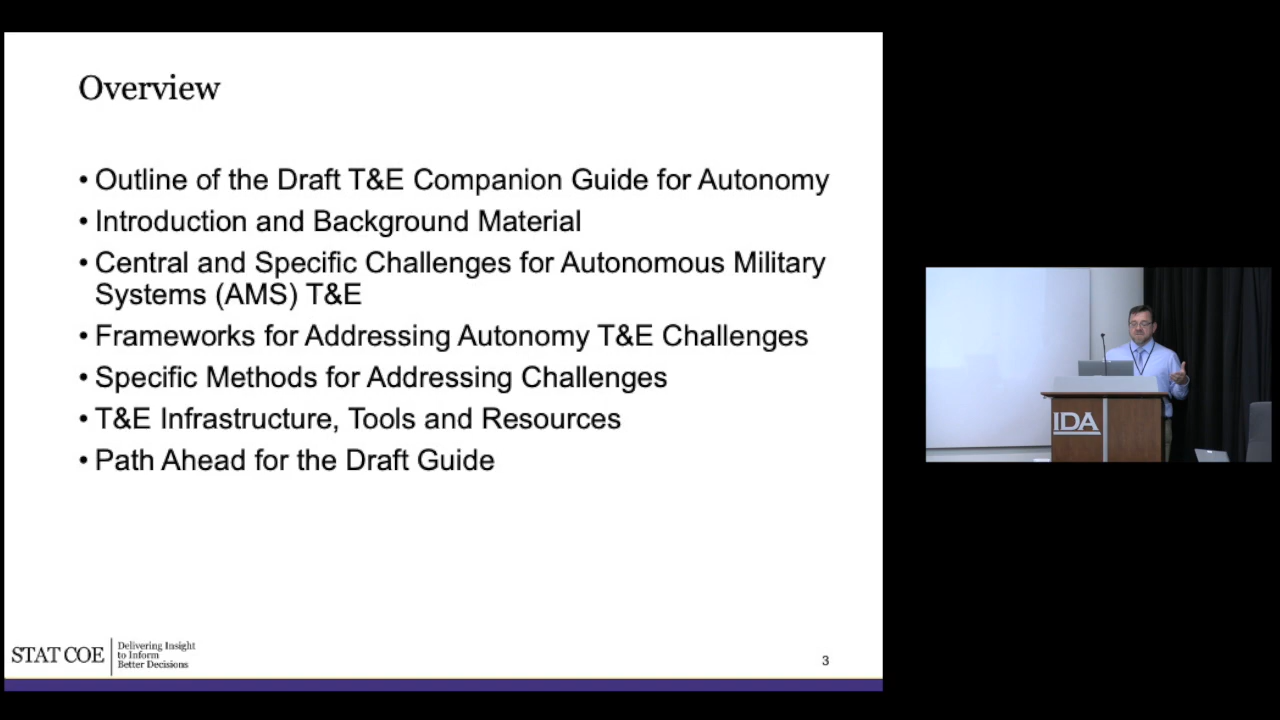 Overview
• Outline of the Draft T&E Companion Guide for Autonomy
• Introduction and Background Material
• Central and Specific Challenges for Autonomous Military
Systems (AMS) T&E
• Frameworks for Addressing Autonomy T&E Challenges
• Specific Methods for Addressing Challenges
• T&E Infrastructure, Tools and Resources
• Path Ahead for the Draft Guide
STAT COE
Delivering Insight
to Inform
Better Decisions
3
IDA